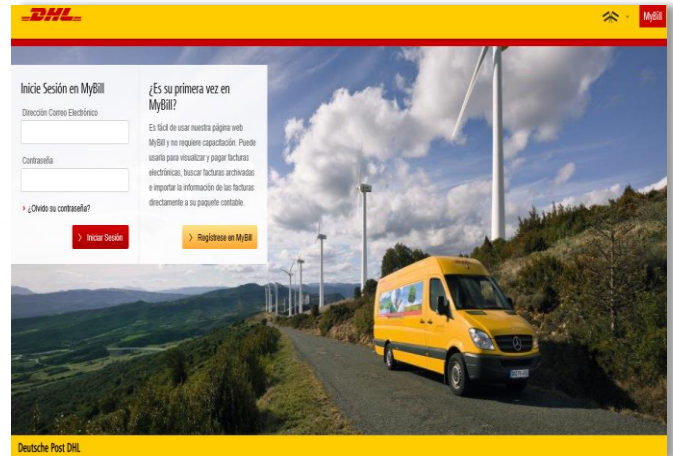 DHL
MyBill
Inicie Sesión en MyBill
Dirección Correo Electrónico
Contraseña
¿Olvido su contraseña?
Iniciar Sesión
¿Es su primera vez en
MyBill?
Es fácil de usar nuestra página web
MyBill y no requiere capacitación. Puede
usarla para visualizar y pagar facturas
electrónicas, buscar facturas archivadas
e importar la información de las facturas
directamente a su paquete contable.
Regístrese en MyBill
Deutsche Post DHL